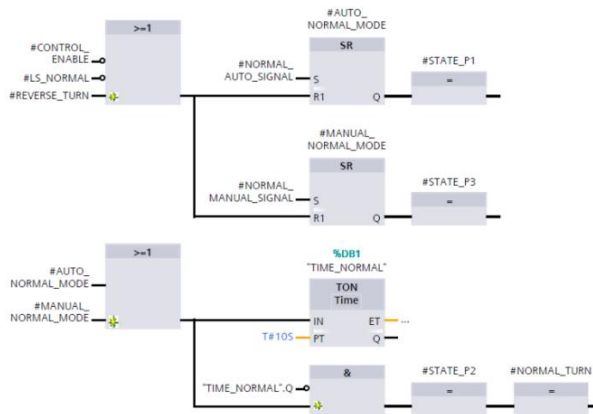 #AUTO_
NORMAL_MODE
>=1
SR
#CONTROL_
ENABLE
#LS_NORMAL
#REVERSE_TURN
#NORMAL_
AUTO_SIGNAL
S
R1
Q
#STATE_P1
=
#MANUAL_
NORMAL_MODE
SR
#NORMAL_
MANUAL_SIGNAL
S
R1
Q
#STATE_P3
=
>=1
#AUTO_
NORMAL_MODE
#MANUAL_
NORMAL_MODE
%DB1
"TIME_NORMAL"
TON
Time
IN
ET
...
T#10S
PT
Q
&
"TIME_NORMAL".Q
#STATE_P2
=
#NORMAL_TURN
=